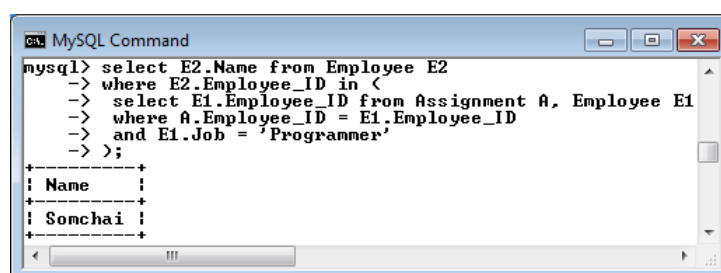 MySQL Command
mysql> select E2.Name from Employee E2
-> where E2.Employee_ID in (
-> select E1.Employee_ID from Assignment A, Employee E1
-> where A.Employee_ID = E1.Employee_ID
-> and E1.Job = 'Programmer'
-> );
+---------+
| Name    |
+---------+
| Somchai |
+---------+